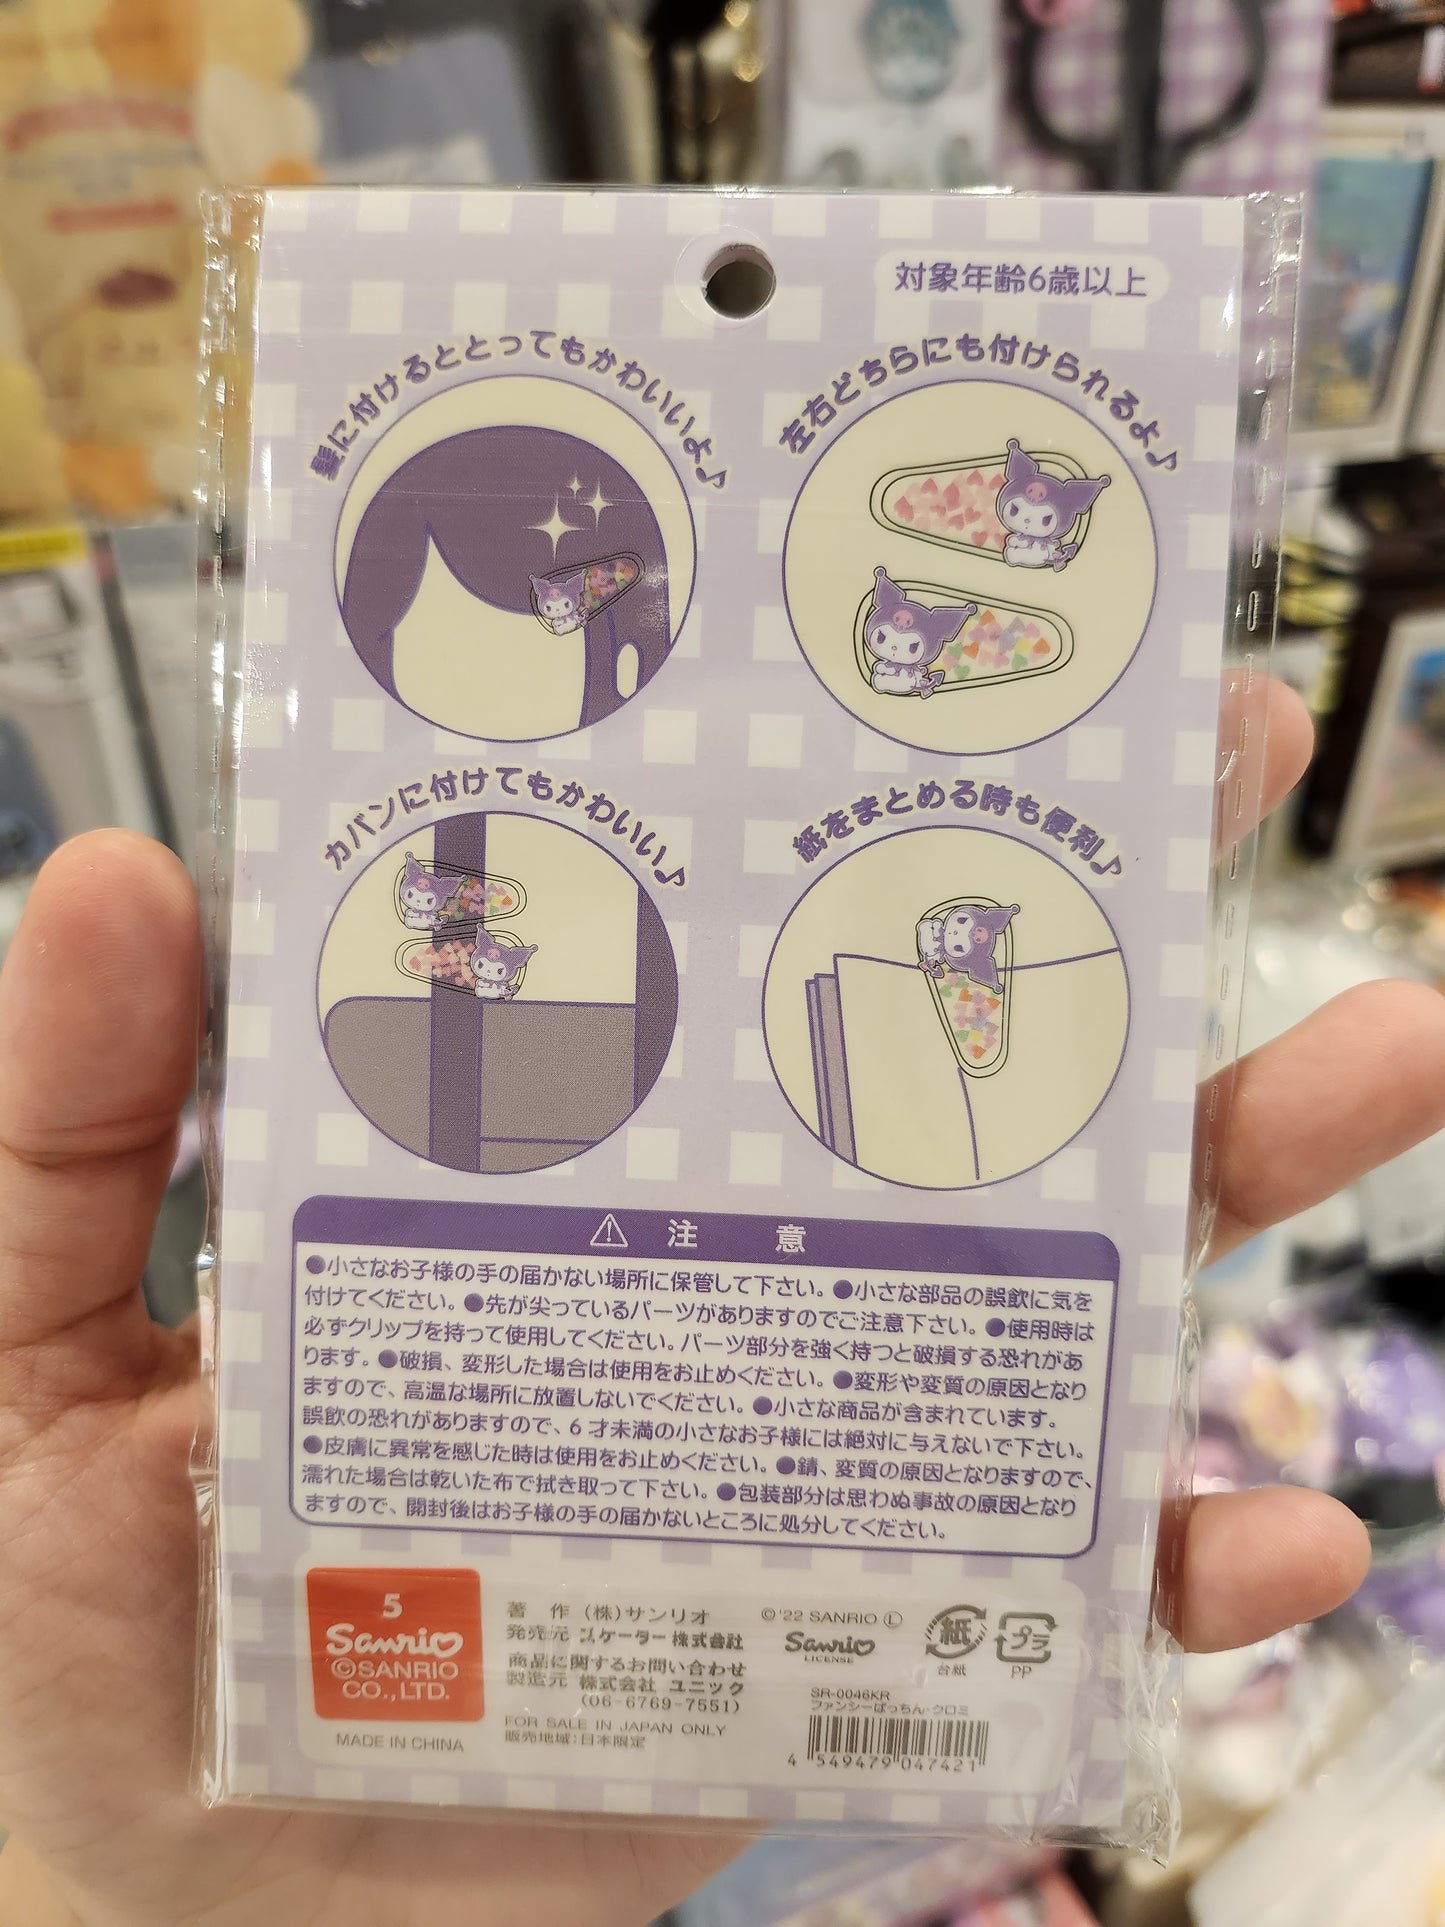 対象年齢6歳以上
髪に付けるととってもかわいいよ♪
左右どちらにも付けられるよ♪
カバンに付けてもかわいい♪
紙をまとめる時も便利♪
⚠ 注 意
●小さなお子様の手の届かない場所に保管して下さい。●小さな部品の誤飲に気を
付けてください。●先が尖っているパーツがありますのでご注意下さい。●使用時は
必ずクリップを持って使用してください。パーツ部分を強く持つと破損する恐れがあ
ります。●破損、変形した場合は使用をお止めください。●変形や変質の原因となり
ますので、高温な場所に放置しないでください。●小さな商品が含まれています。
誤飲の恐れがありますので、6才未満の小さなお子様には絶対に与えないで下さい。
●皮膚に異常を感じた時は使用をお止めください。●錆、変質の原因となりますので、
濡れた場合は乾いた布で拭き取って下さい。●包装部分は思わぬ事故の原因となり
ますので、開封後はお子様の手の届かないところに処分してください。
5
Sanrio
©SANRIO
CO.,LTD.
MADE IN CHINA
著 作 (株)サンリオ
発売元 スケーター株式会社
商品に関するお問い合わせ
製造元 株式会社 ユニック
(06-6769-7551)
FOR SALE IN JAPAN ONLY
販売地域:日本限定
©'22 SANRIO Ⓛ
Sanrio
LICENSE
紙
台紙
プラ
PP
SR-0046KR
ファンシーぱっちん・クロミ
4 549479 047421